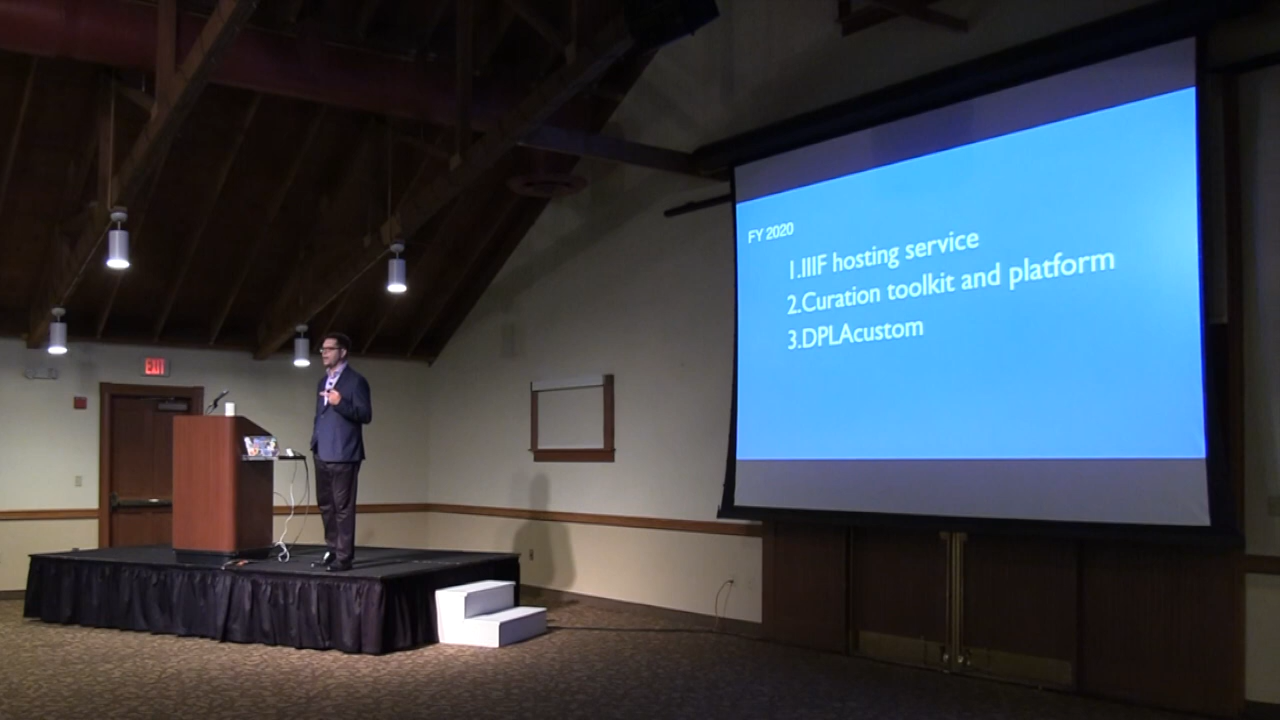 EXIT
FY 2020
1.IIIF hosting service
2.Curation toolkit and platform
3.DPLAcustom